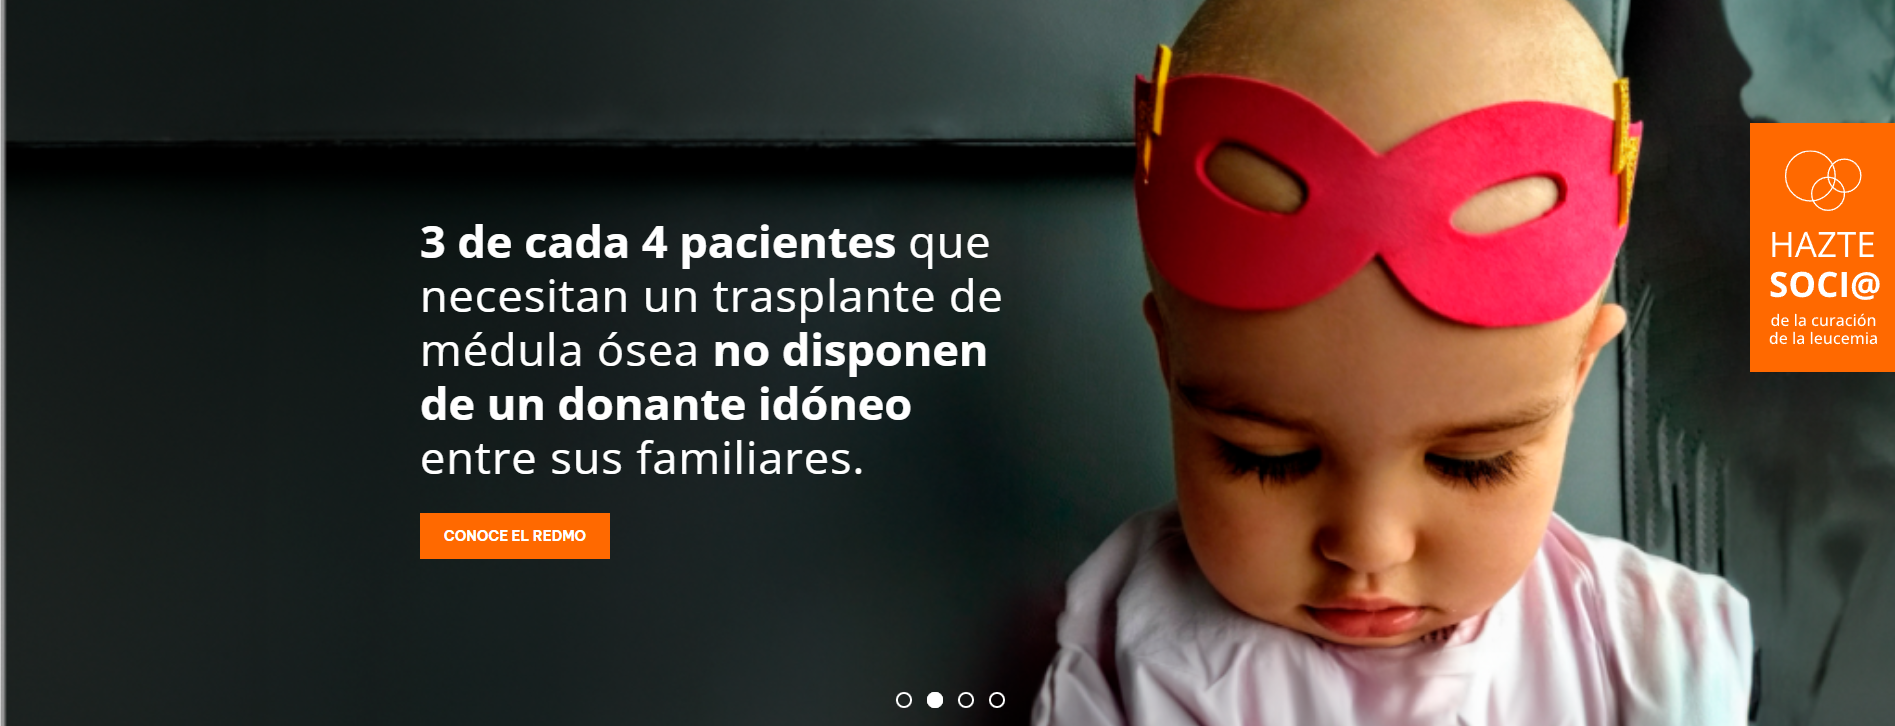 3 de cada 4 pacientes que
necesitan un trasplante de
médula ósea no disponen
de un donante idóneo
entre sus familiares.
CONOCE EL REDMO
HAZTE
SOCI@
de la curación
de la leucemia